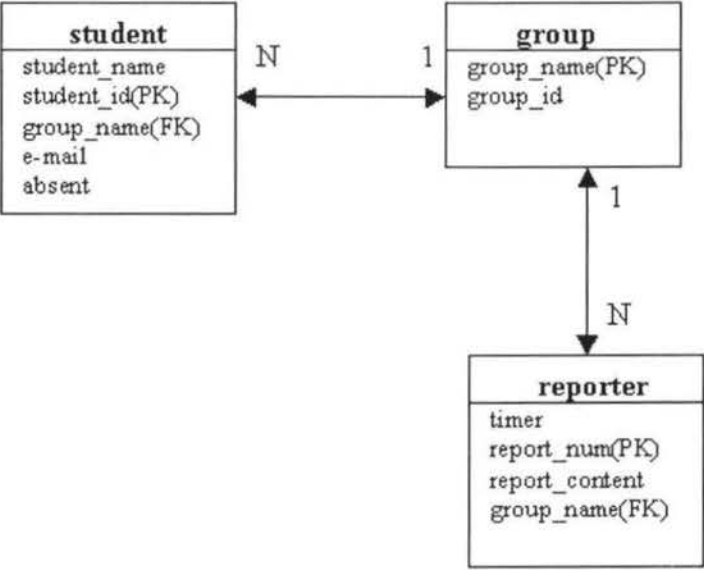 student
student_name
student_id(PK)
group_name(FK)
e-mail
absent
N
1
group
group_name(PK)
group_id
1
N
reporter
timer
report_num(PK)
report_content
group_name(FK)